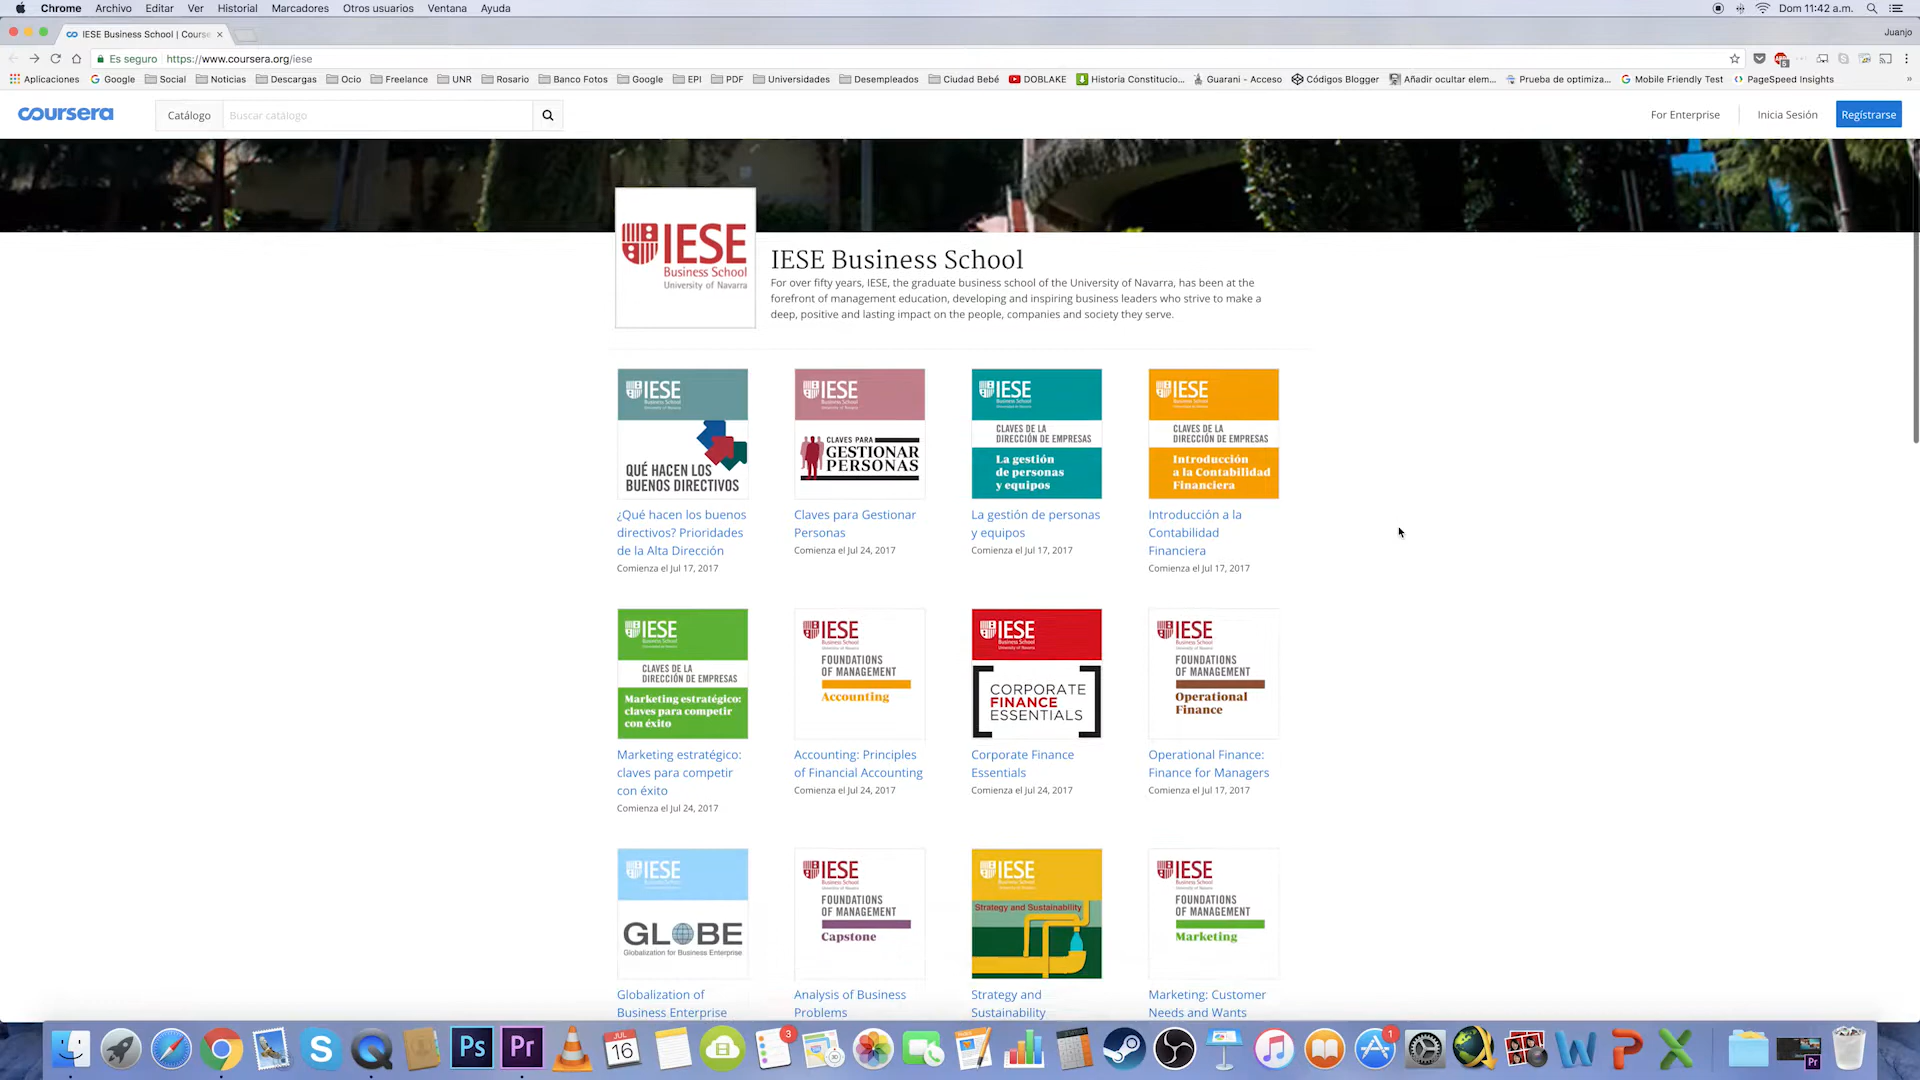 Chrome Archivo Editar Ver Historial Marcadores Otros usuarios Ventana Ayuda
Dom 11:42 a.m.
IESE Business School | Course
Juanjo
Es seguro https://www.coursera.org/iese
Aplicaciones Google Social Noticias Descargas Ocio Freelance UNR Rosario Banco Fotos Google EPI PDF Universidades Desempleados Ciudad Bebé DOBLAKE Historia Constitucio... Guarani - Acceso Códigos Blogger Añadir ocultar elem... Prueba de optimiza... Mobile Friendly Test PageSpeed Insights »
coursera
Catálogo
Buscar catálogo
For Enterprise
Inicia Sesión
Registrarse
IESE
Business School
University of Navarra
IESE Business School
For over fifty years, IESE, the graduate business school of the University of Navarra, has been at the
forefront of management education, developing and inspiring business leaders who strive to make a
deep, positive and lasting impact on the people, companies and society they serve.
IESE
QUÉ HACEN LOS
BUENOS DIRECTIVOS
¿Qué hacen los buenos
directivos? Prioridades
de la Alta Dirección
Comienza el Jul 17, 2017
IESE
CLAVES PARA
GESTIONAR
PERSONAS
Claves para Gestionar
Personas
Comienza el Jul 24, 2017
IESE
CLAVES DE LA
DIRECCIÓN DE EMPRESAS
La gestión
de personas
y equipos
La gestión de personas
y equipos
Comienza el Jul 17, 2017
IESE
CLAVES DE LA
DIRECCIÓN DE EMPRESAS
Introducción
a la Contabilidad
Financiera
Introducción a la
Contabilidad
Financiera
Comienza el Jul 17, 2017
IESE
CLAVES DE LA
DIRECCIÓN DE EMPRESAS
Marketing estratégico:
claves para competir
con éxito
Marketing estratégico:
claves para competir
con éxito
Comienza el Jul 24, 2017
IESE
FOUNDATIONS
OF MANAGEMENT
Accounting
Accounting: Principles
of Financial Accounting
Comienza el Jul 24, 2017
IESE
CORPORATE
FINANCE
ESSENTIALS
Corporate Finance
Essentials
Comienza el Jul 24, 2017
IESE
FOUNDATIONS
OF MANAGEMENT
Operational
Finance
Operational Finance:
Finance for Managers
Comienza el Jul 17, 2017
IESE
GLOBE
Globalization for Business Enterprise
Globalization of
Business Enterprise
IESE
FOUNDATIONS
OF MANAGEMENT
Capstone
Analysis of Business
Problems
IESE
Strategy and Sustainability
Strategy and
Sustainability
IESE
FOUNDATIONS
OF MANAGEMENT
Marketing
Marketing: Customer
Needs and Wants
Ps
Pr
JUL
16
3
1
Pr